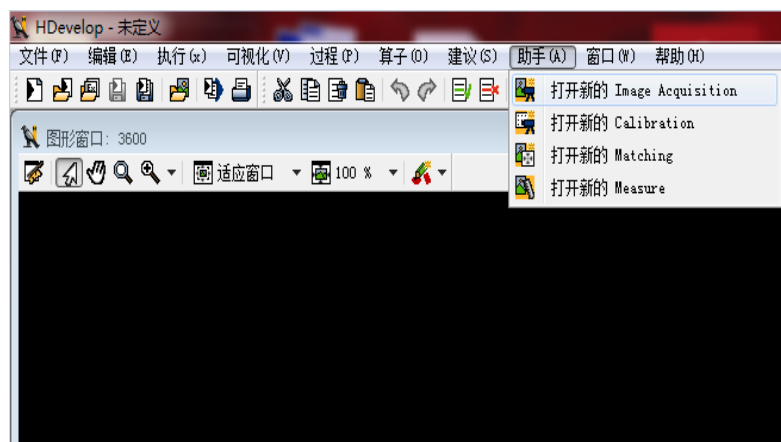 HDevelop - 未定义
文件(F) 编辑(E) 执行(x) 可视化(V) 过程(P) 算子(O) 建议(S) 助手(A) 窗口(W) 帮助(H)
打开新的 Image Acquisition
打开新的 Calibration
打开新的 Matching
打开新的 Measure
图形窗口: 3600
适应窗口 100 %